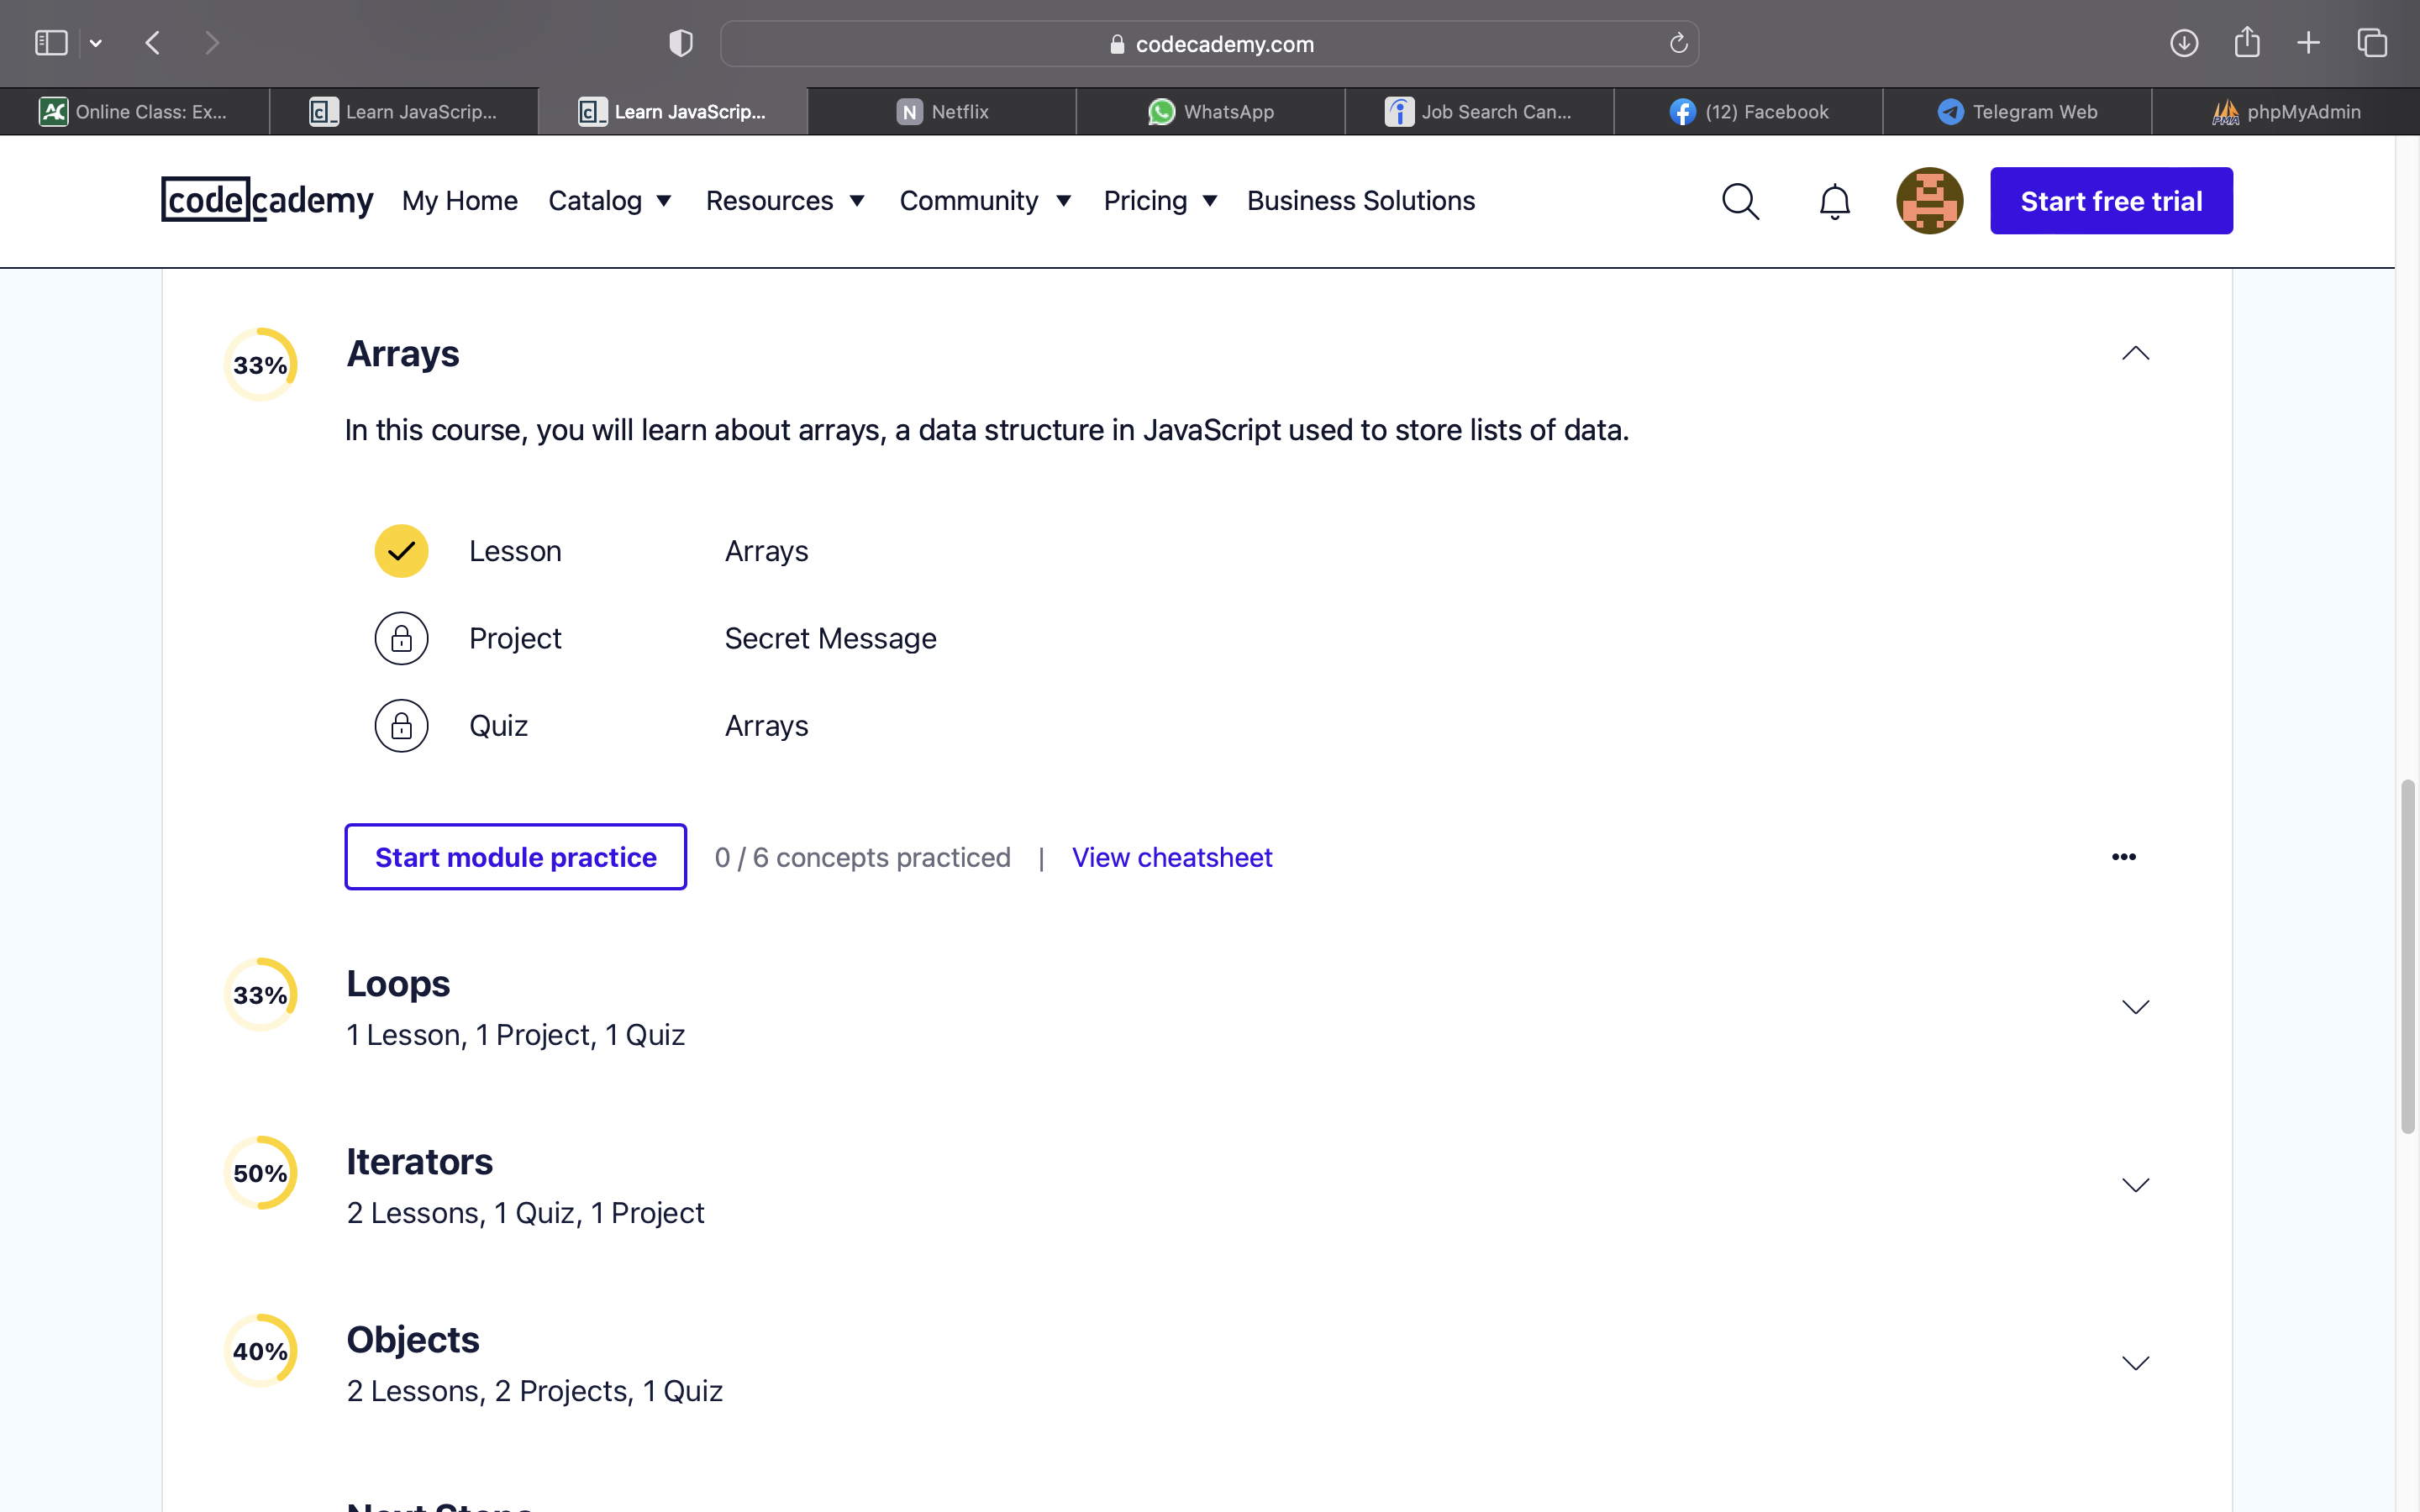 codecademy.com
Online Class: Ex...
Learn JavaScrip...
Learn JavaScrip...
N Netflix
WhatsApp
Job Search Can...
(12) Facebook
Telegram Web
phpMyAdmin
codecademy My Home Catalog Resources Community Pricing Business Solutions Start free trial
33% Arrays
In this course, you will learn about arrays, a data structure in JavaScript used to store lists of data.
Lesson Arrays
Project Secret Message
Quiz Arrays
Start module practice 0 / 6 concepts practiced | View cheatsheet
33% Loops
1 Lesson, 1 Project, 1 Quiz
50% Iterators
2 Lessons, 1 Quiz, 1 Project
40% Objects
2 Lessons, 2 Projects, 1 Quiz
Next Steps